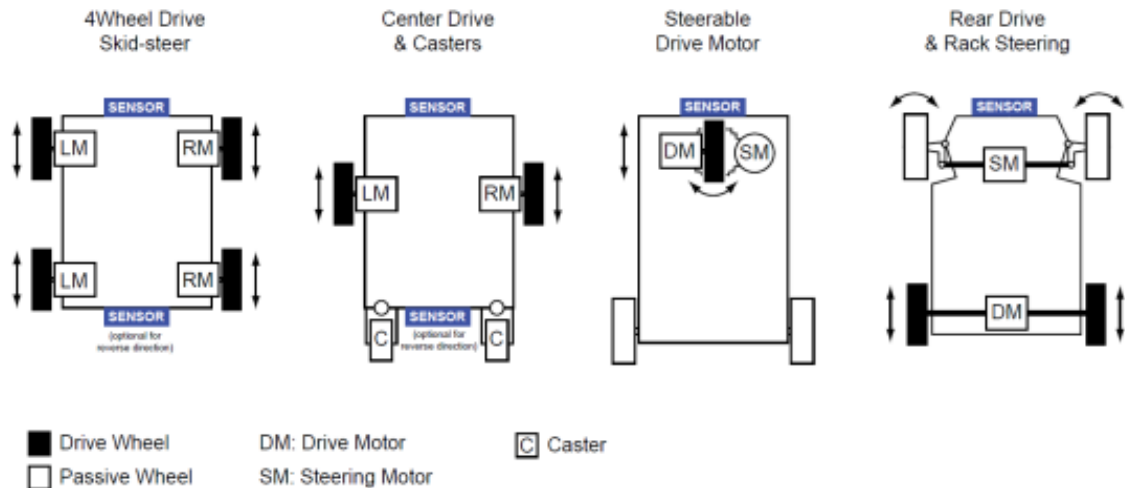 4Wheel Drive
Skid-steer
Center Drive
& Casters
Steerable
Drive Motor
Rear Drive
& Rack Steering
SENSOR
SENSOR
SENSOR
SENSOR
LM
RM
LM
RM
DM
SM
SM
LM
RM
DM
SENSOR
(optional for
reverse direction)
C
SENSOR
(optional for
reverse direction)
C
Drive Wheel
DM: Drive Motor
C Caster
Passive Wheel
SM: Steering Motor